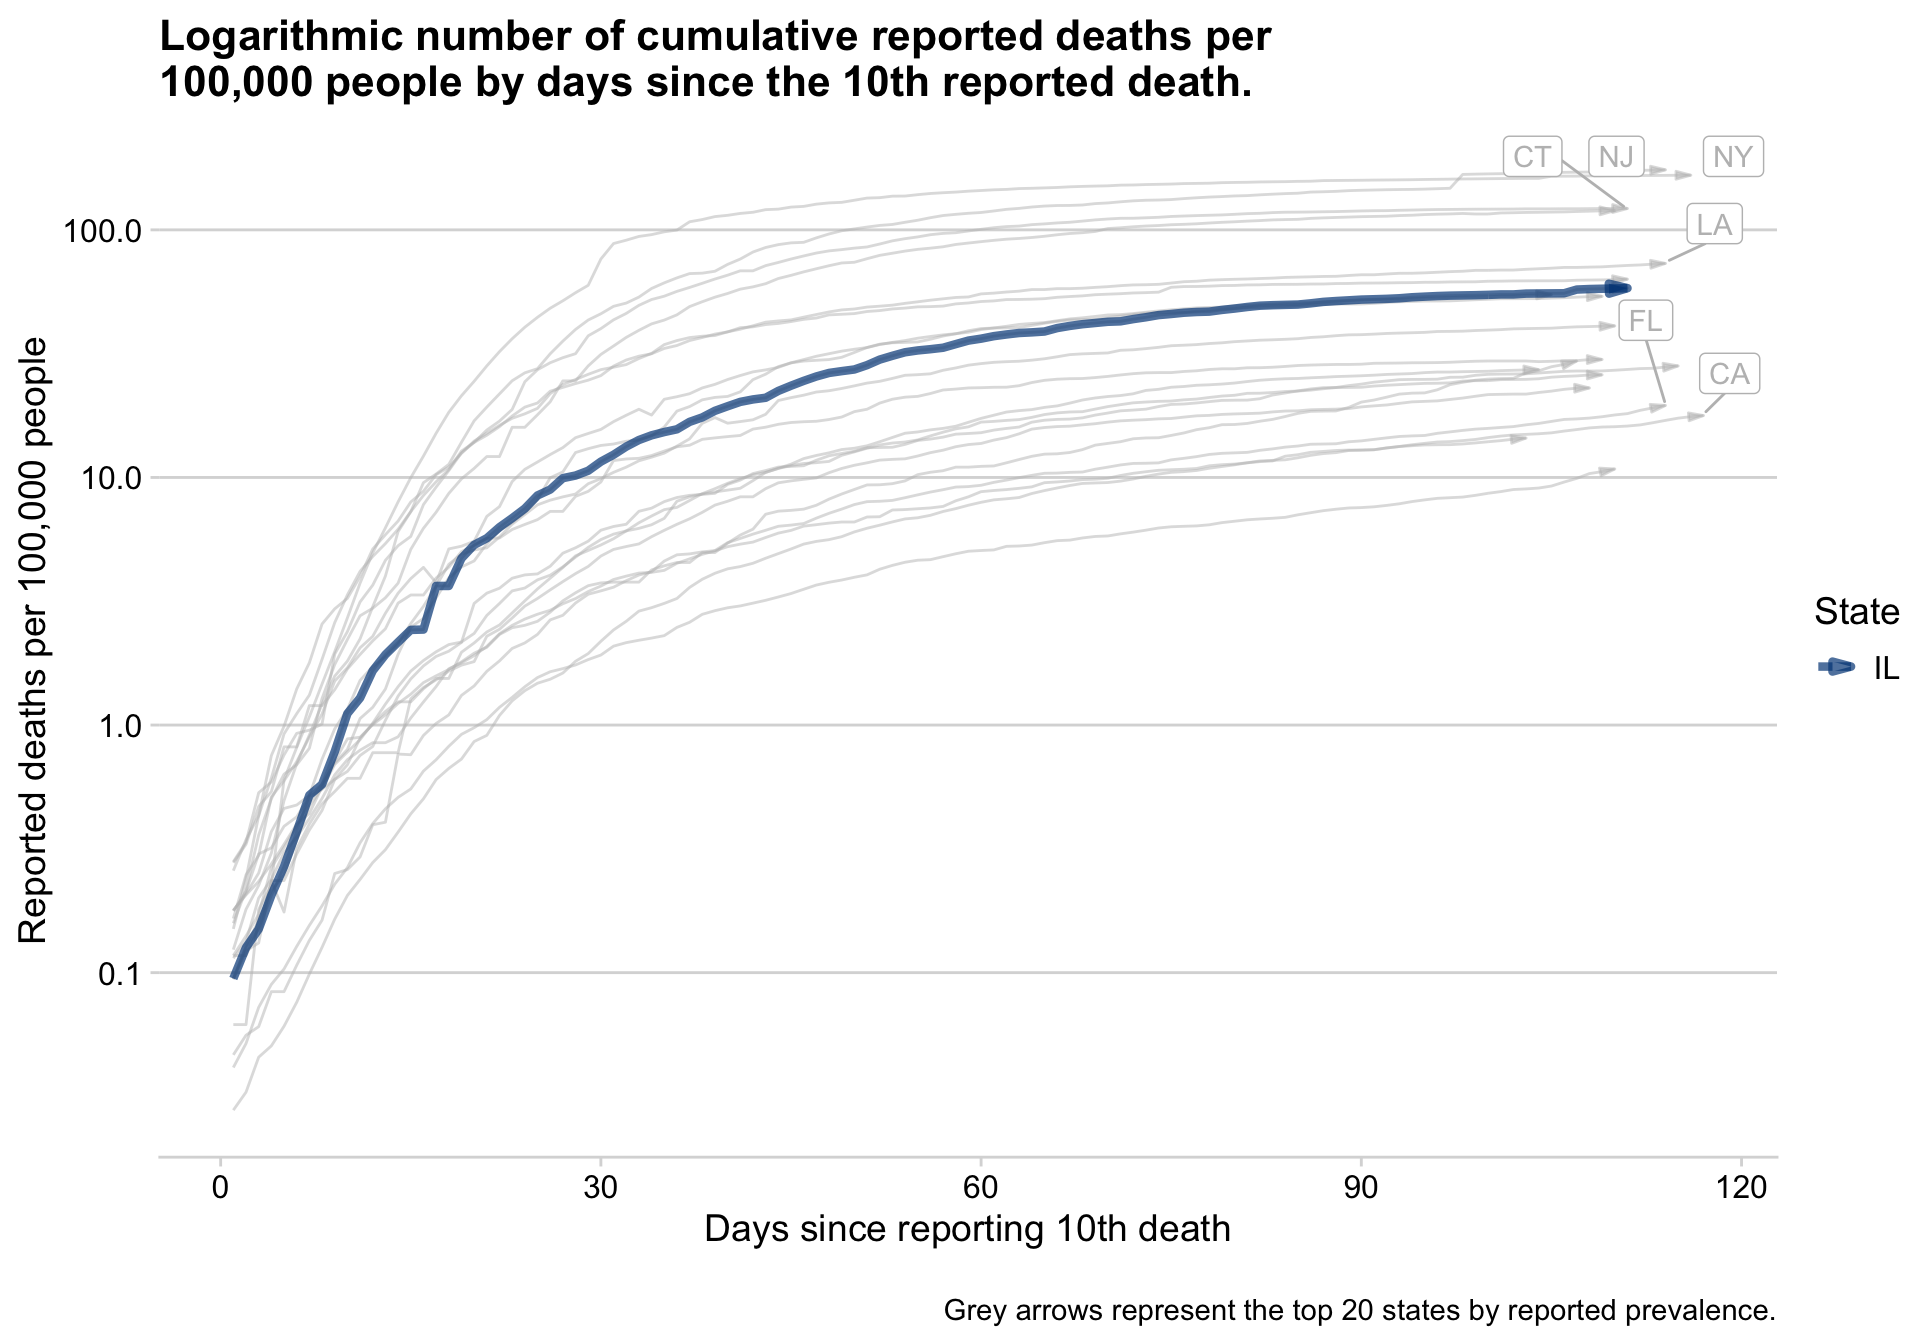 Logarithmic number of cumulative reported deaths per
100,000 people by days since the 10th reported death.
CT NJ NY
LA
FL
CA
100.0
10.0
1.0
0.1
Reported deaths per 100,000 people
State
IL
0 30 60 90 120
Days since reporting 10th death
Grey arrows represent the top 20 states by reported prevalence.